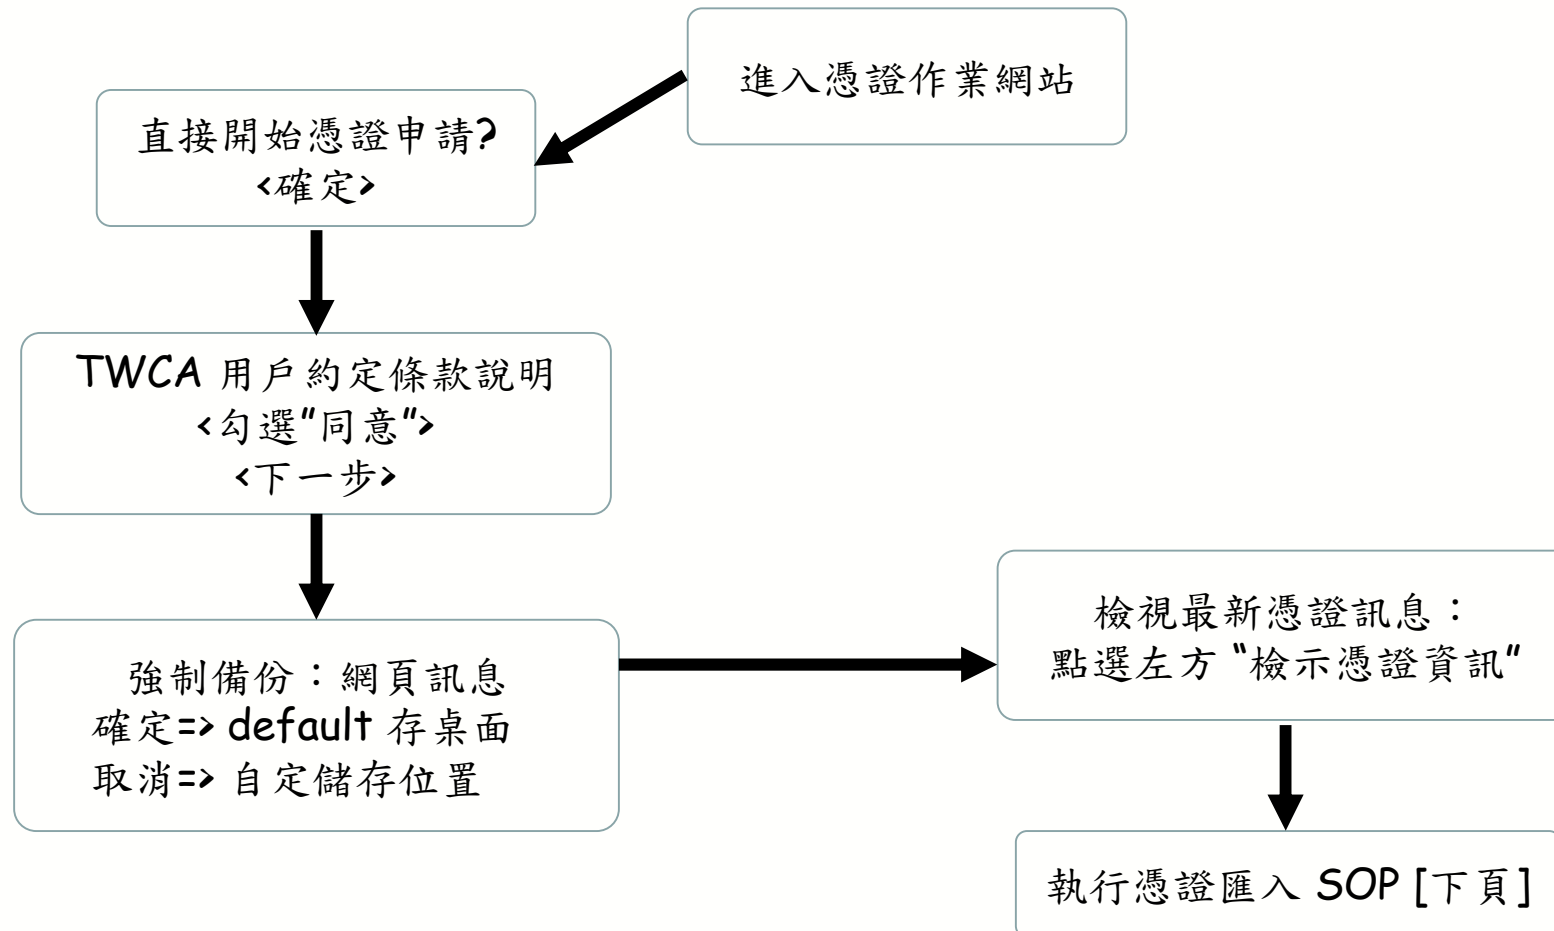 進入憑證作業網站
直接開始憑證申請?
<確定>
TWCA 用戶約定條款說明
<勾選"同意">
<下一步>
強制備份：網頁訊息
確定=> default 存桌面
取消=> 自定儲存位置
檢視最新憑證訊息：
點選左方 "檢示憑證資訊"
執行憑證匯入 SOP [下頁]